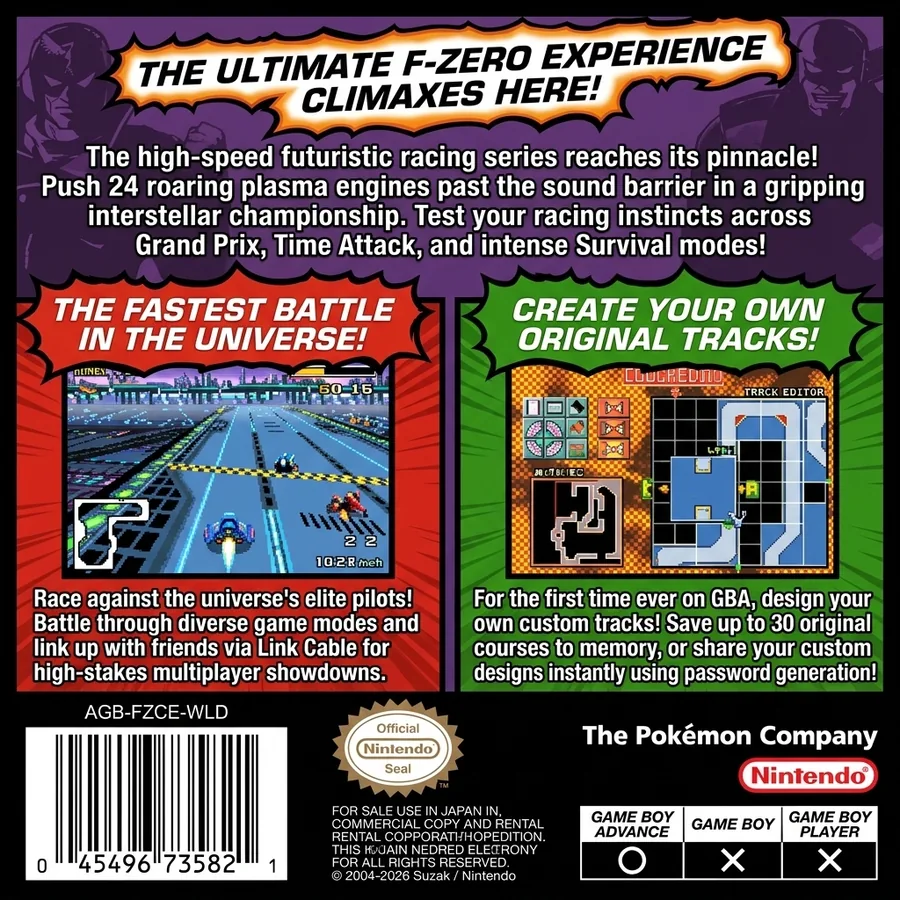 THE ULTIMATE F-ZERO EXPERIENCE
CLIMAXES HERE!
The high-speed futuristic racing series reaches its pinnacle!
Push 24 roaring plasma engines past the sound barrier in a gripping
interstellar championship. Test your racing instincts across
Grand Prix, Time Attack, and intense Survival modes!
THE FASTEST BATTLE
IN THE UNIVERSE!
50 15
2 2
Race against the universe's elite pilots!
Battle through diverse game modes and
link up with friends via Link Cable for
high-stakes multiplayer showdowns.
CREATE YOUR OWN
ORIGINAL TRACKS!
TRACK EDITOR
For the first time ever on GBA, design your
own custom tracks! Save up to 30 original
courses to memory, or share your custom
designs instantly using password generation!
AGB-FZCE-WLD
0 45496 73582 1
Official
Nintendo
Seal
TM
FOR SALE USE IN JAPAN IN,
COMMERCIAL COPY AND RENTAL
RENTAL
THIS
FOR ALL RIGHTS RESERVED.
© 2004-2026 Suzak / Nintendo
The Pokémon Company
Nintendo®
GAME BOY
ADVANCE
GAME BOY
GAME BOY
PLAYER